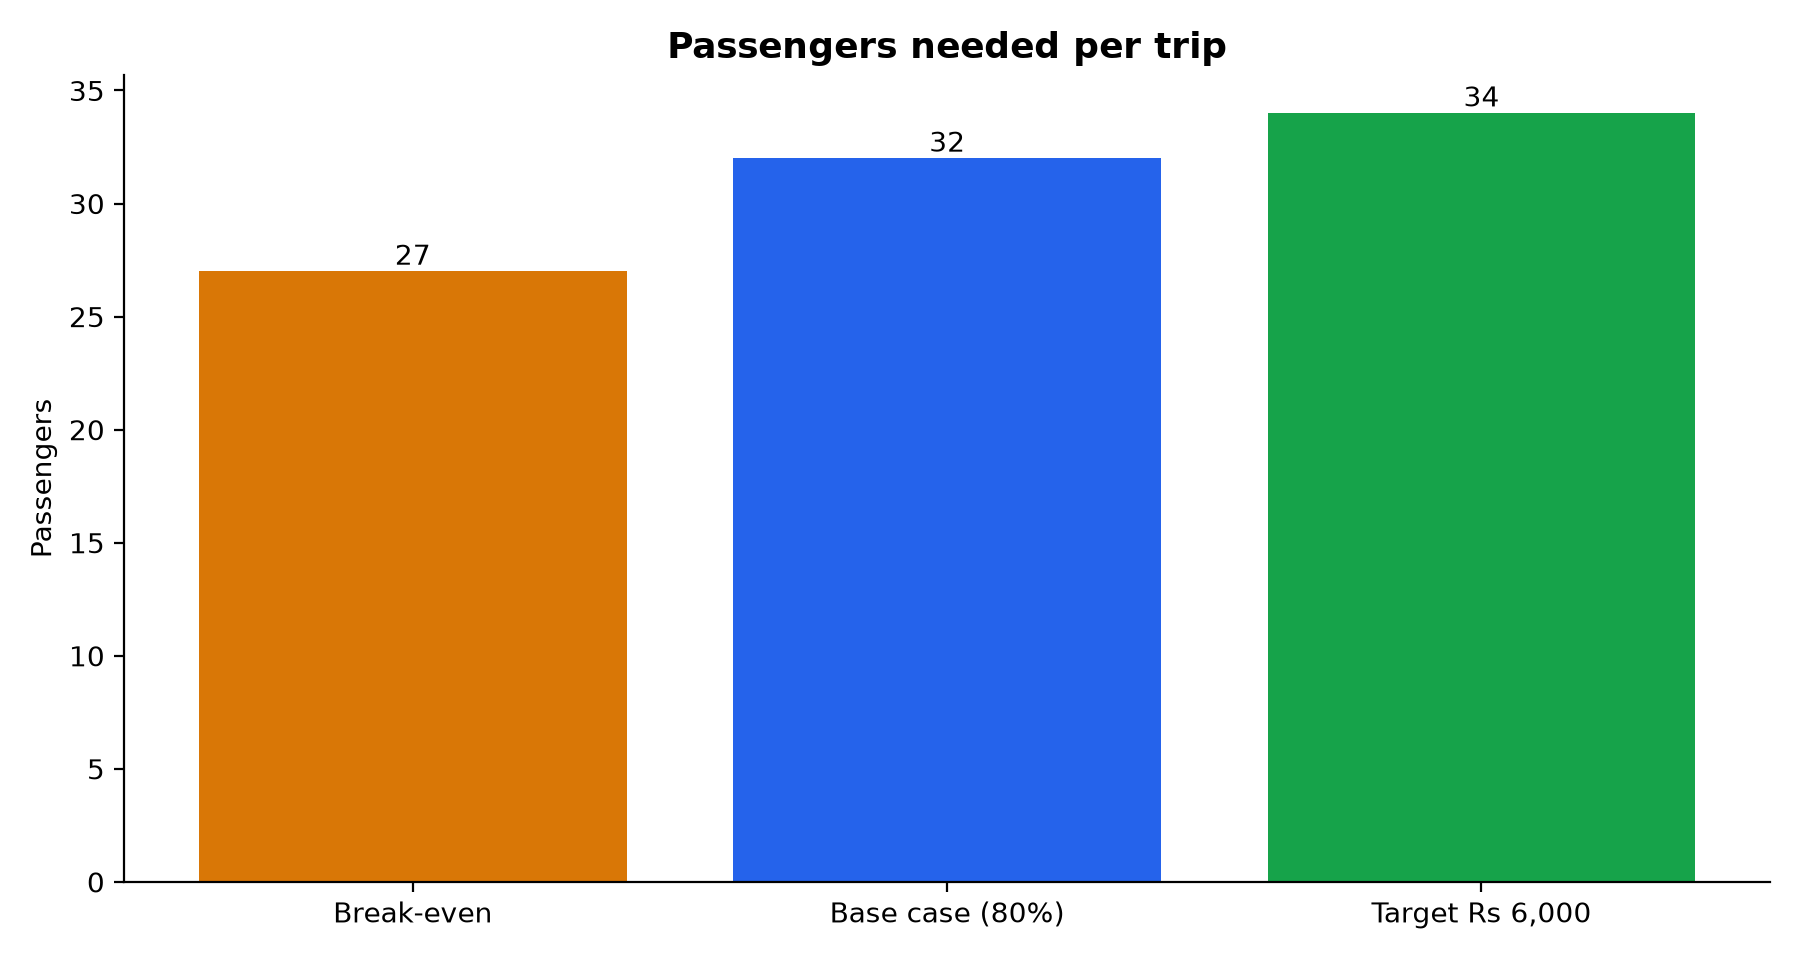 Passengers needed per trip
Passengers
35
30
25
20
15
10
5
0
27
32
34
Break-even
Base case (80%)
Target Rs 6,000